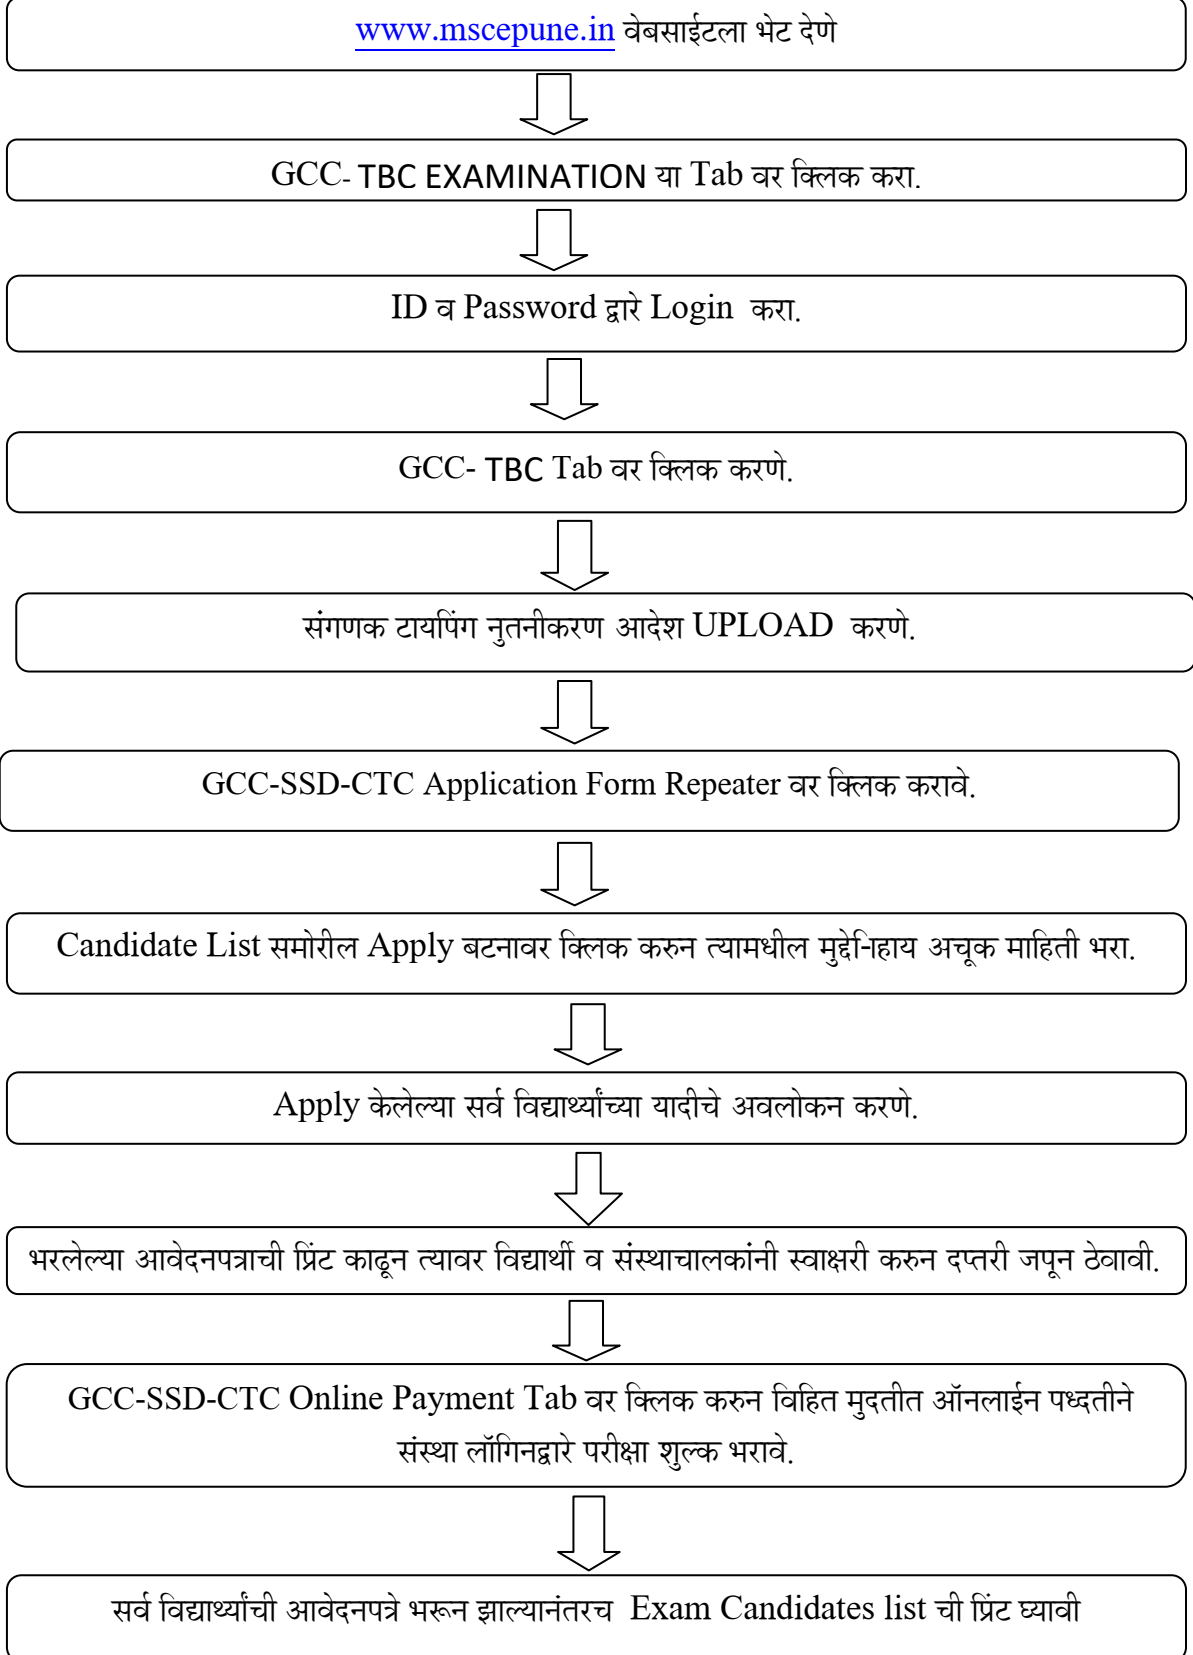 www.mscepune.in वेबसाईटला भेट देणे
GCC- TBC EXAMINATION या Tab वर क्लिक करा.
ID व Password द्वारे Login करा.
GCC- TBC Tab वर क्लिक करणे.
संगणक टायपिंग नुतनीकरण आदेश UPLOAD करणे.
GCC-SSD-CTC Application Form Repeater वर क्लिक करावे.
Candidate List समोरील Apply बटनावर क्लिक करुन त्यामधील मुद्देनिहाय अचूक माहिती भरा.
Apply केलेल्या सर्व विद्यार्थ्यांच्या यादीचे अवलोकन करणे.
भरलेल्या आवेदनपत्राची प्रिंट काढून त्यावर विद्यार्थी व संस्थाचालकांनी स्वाक्षरी करुन दप्तरी जपून ठेवावी.
GCC-SSD-CTC Online Payment Tab वर क्लिक करुन विहित मुदतीत ऑनलाईन पध्दतीने
संस्था लॉगिनद्वारे परीक्षा शुल्क भरावे.
सर्व विद्यार्थ्यांची आवेदनपत्रे भरून झाल्यानंतरच Exam Candidates list ची प्रिंट घ्यावी